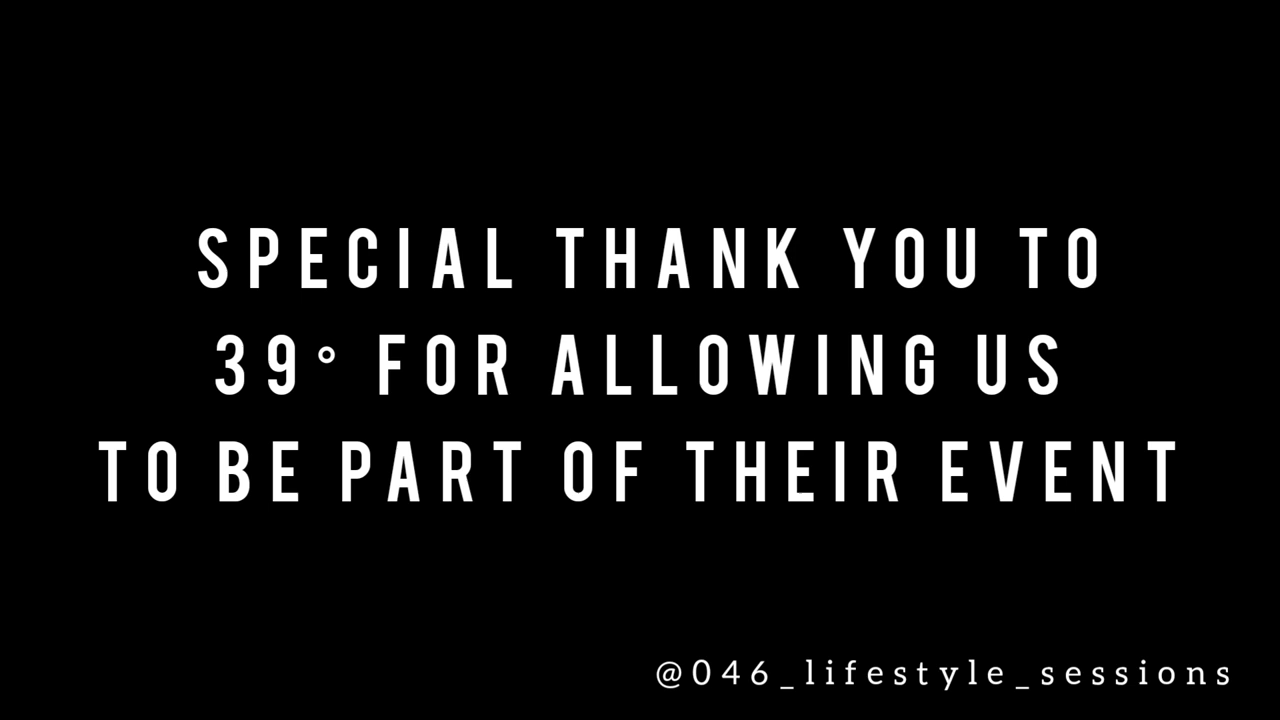 SPECIAL THANK YOU TO
39° FOR ALLOWING US
TO BE PART OF THEIR EVENT
@046_lifestyle_sessions